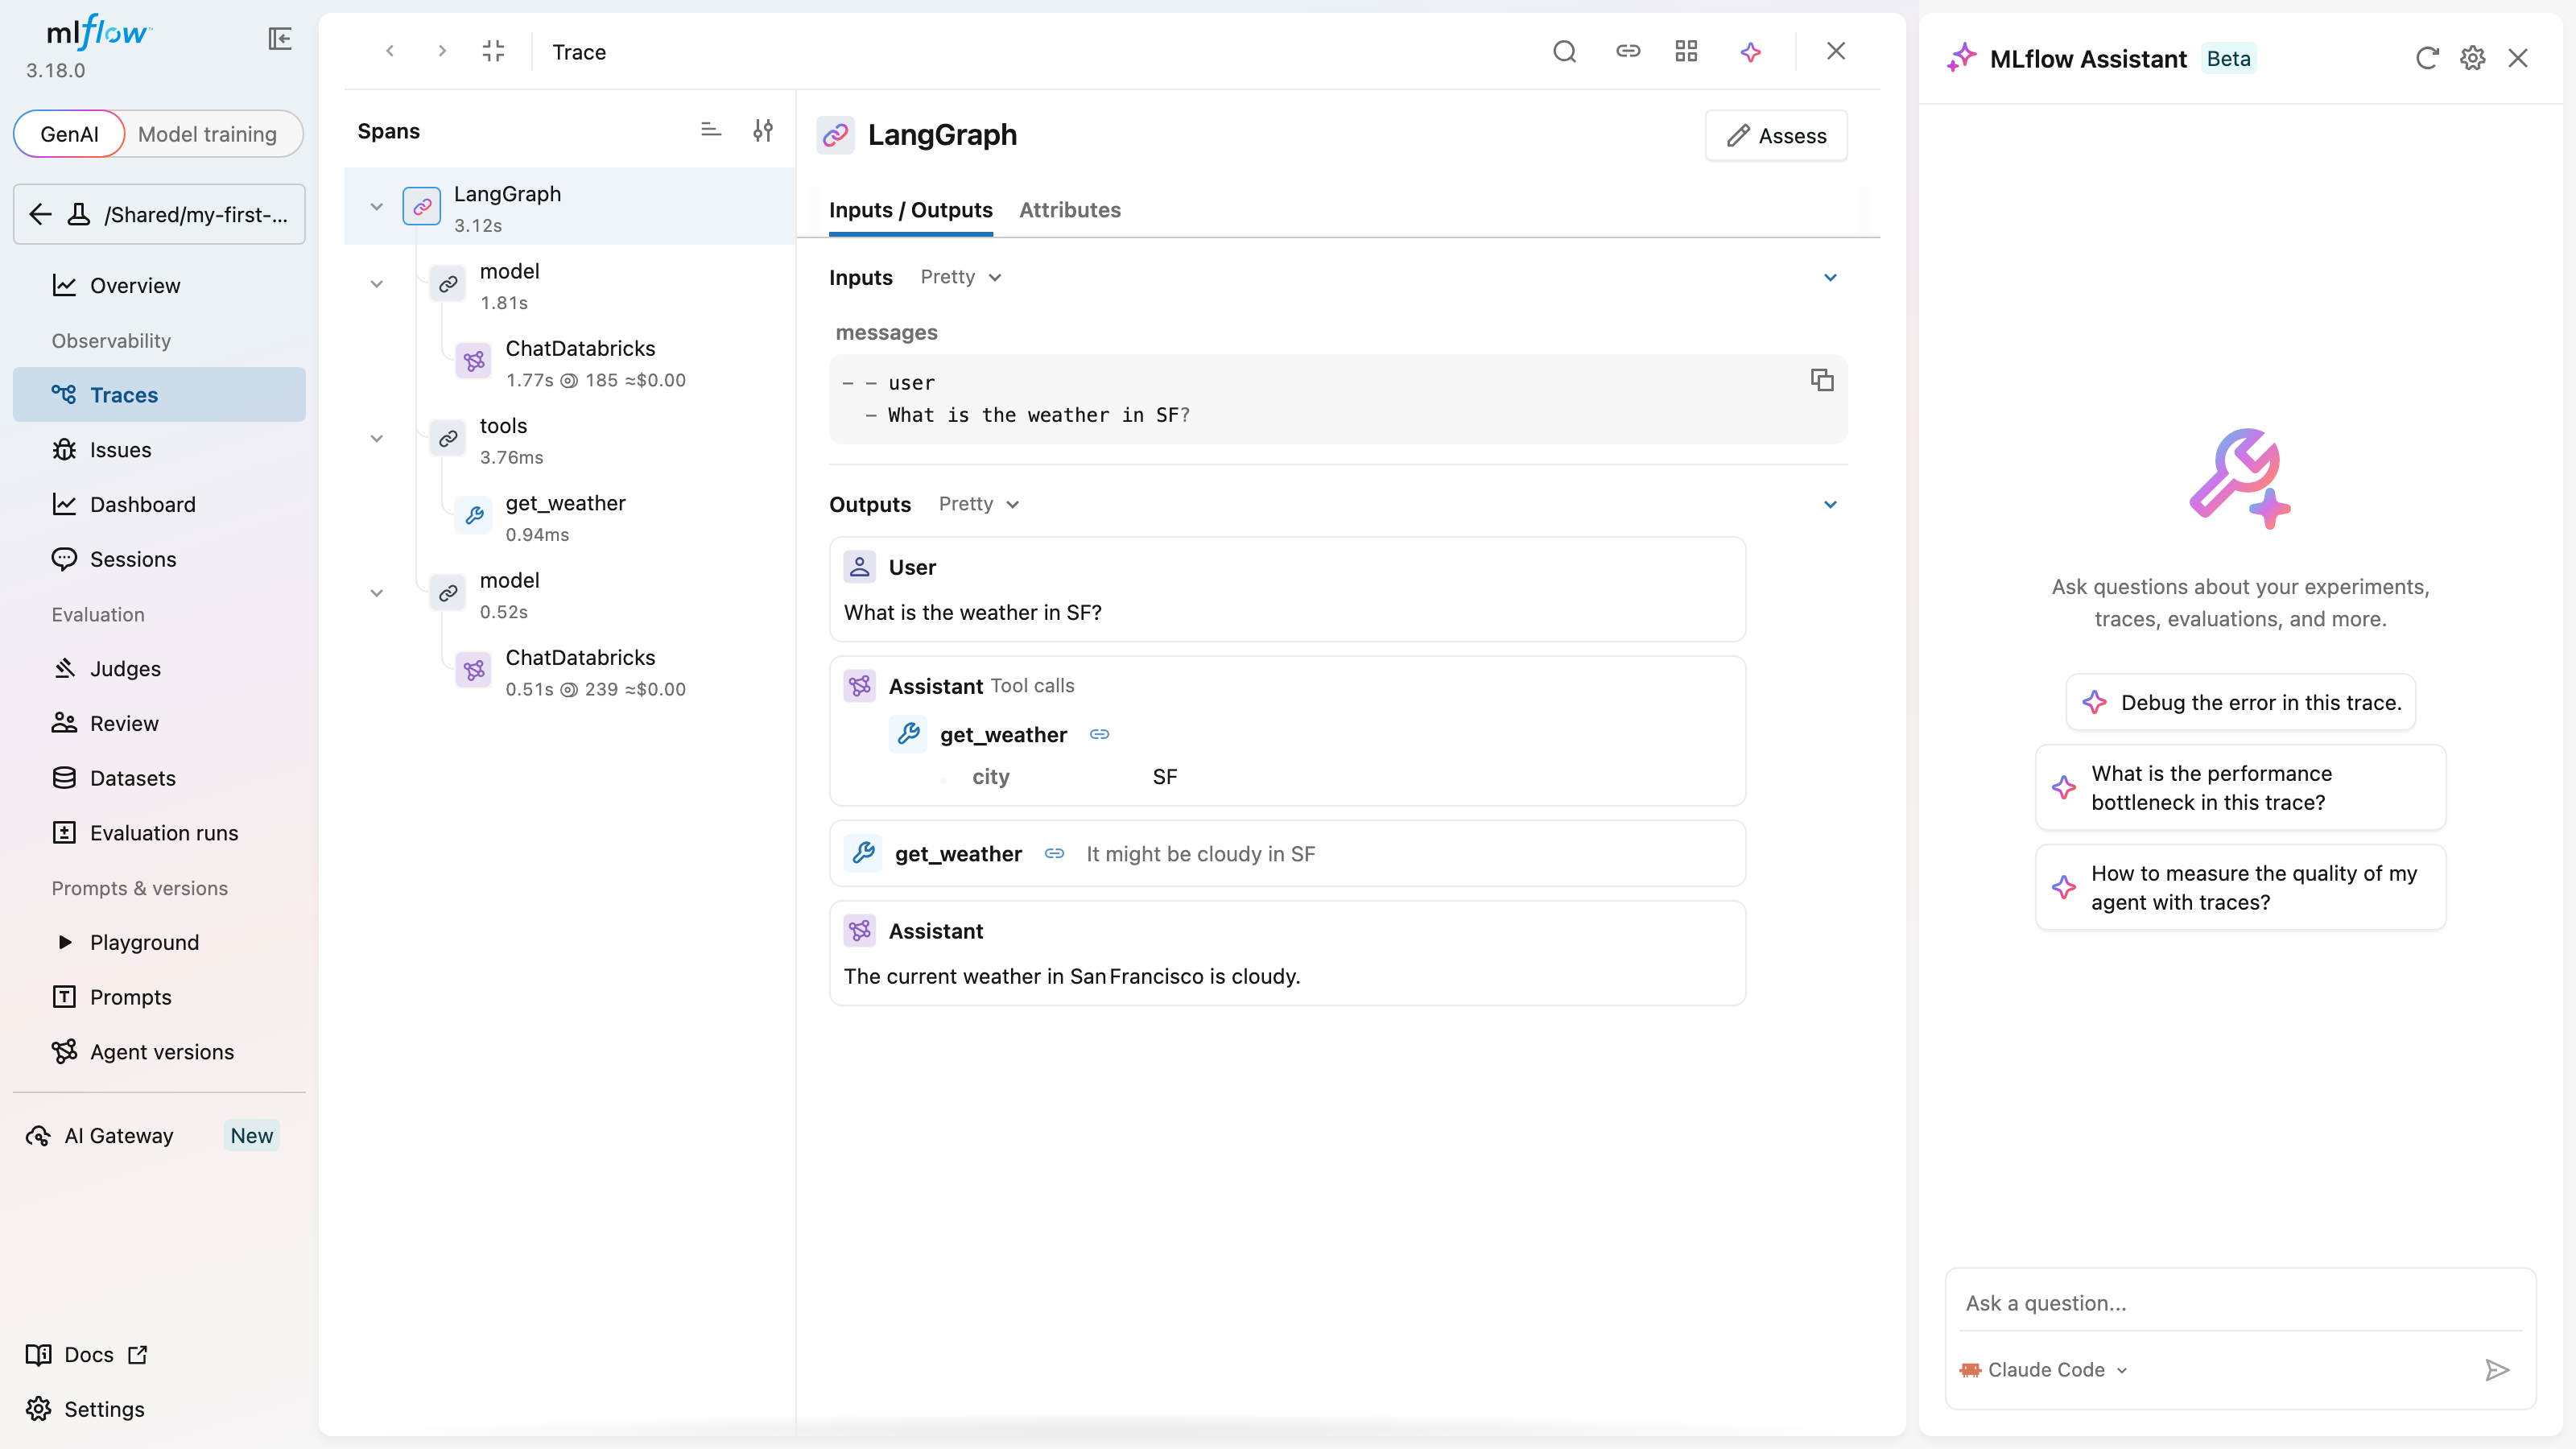 mlflow
3.18.0
GenAI
Model training
/Shared/my-first-...
Overview
Observability
Traces
Issues
Dashboard
Sessions
Evaluation
Judges
Review
Datasets
Evaluation runs
Prompts & versions
Playground
Prompts
Agent versions
AI Gateway
New
Docs
Settings
Trace
Spans
LangGraph
3.12s
model
1.81s
ChatDatabricks
1.77s 185 ≈$0.00
tools
3.76ms
get_weather
0.94ms
model
0.52s
ChatDatabricks
0.51s 239 ≈$0.00
LangGraph
Assess
Inputs / Outputs
Attributes
Inputs
Pretty
messages
– – user
– What is the weather in SF?
Outputs
Pretty
User
What is the weather in SF?
Assistant Tool calls
get_weather
city SF
get_weather It might be cloudy in SF
Assistant
The current weather in San Francisco is cloudy.
MLflow Assistant Beta
Ask questions about your experiments,
traces, evaluations, and more.
Debug the error in this trace.
What is the performance
bottleneck in this trace?
How to measure the quality of my
agent with traces?
Ask a question...
Claude Code